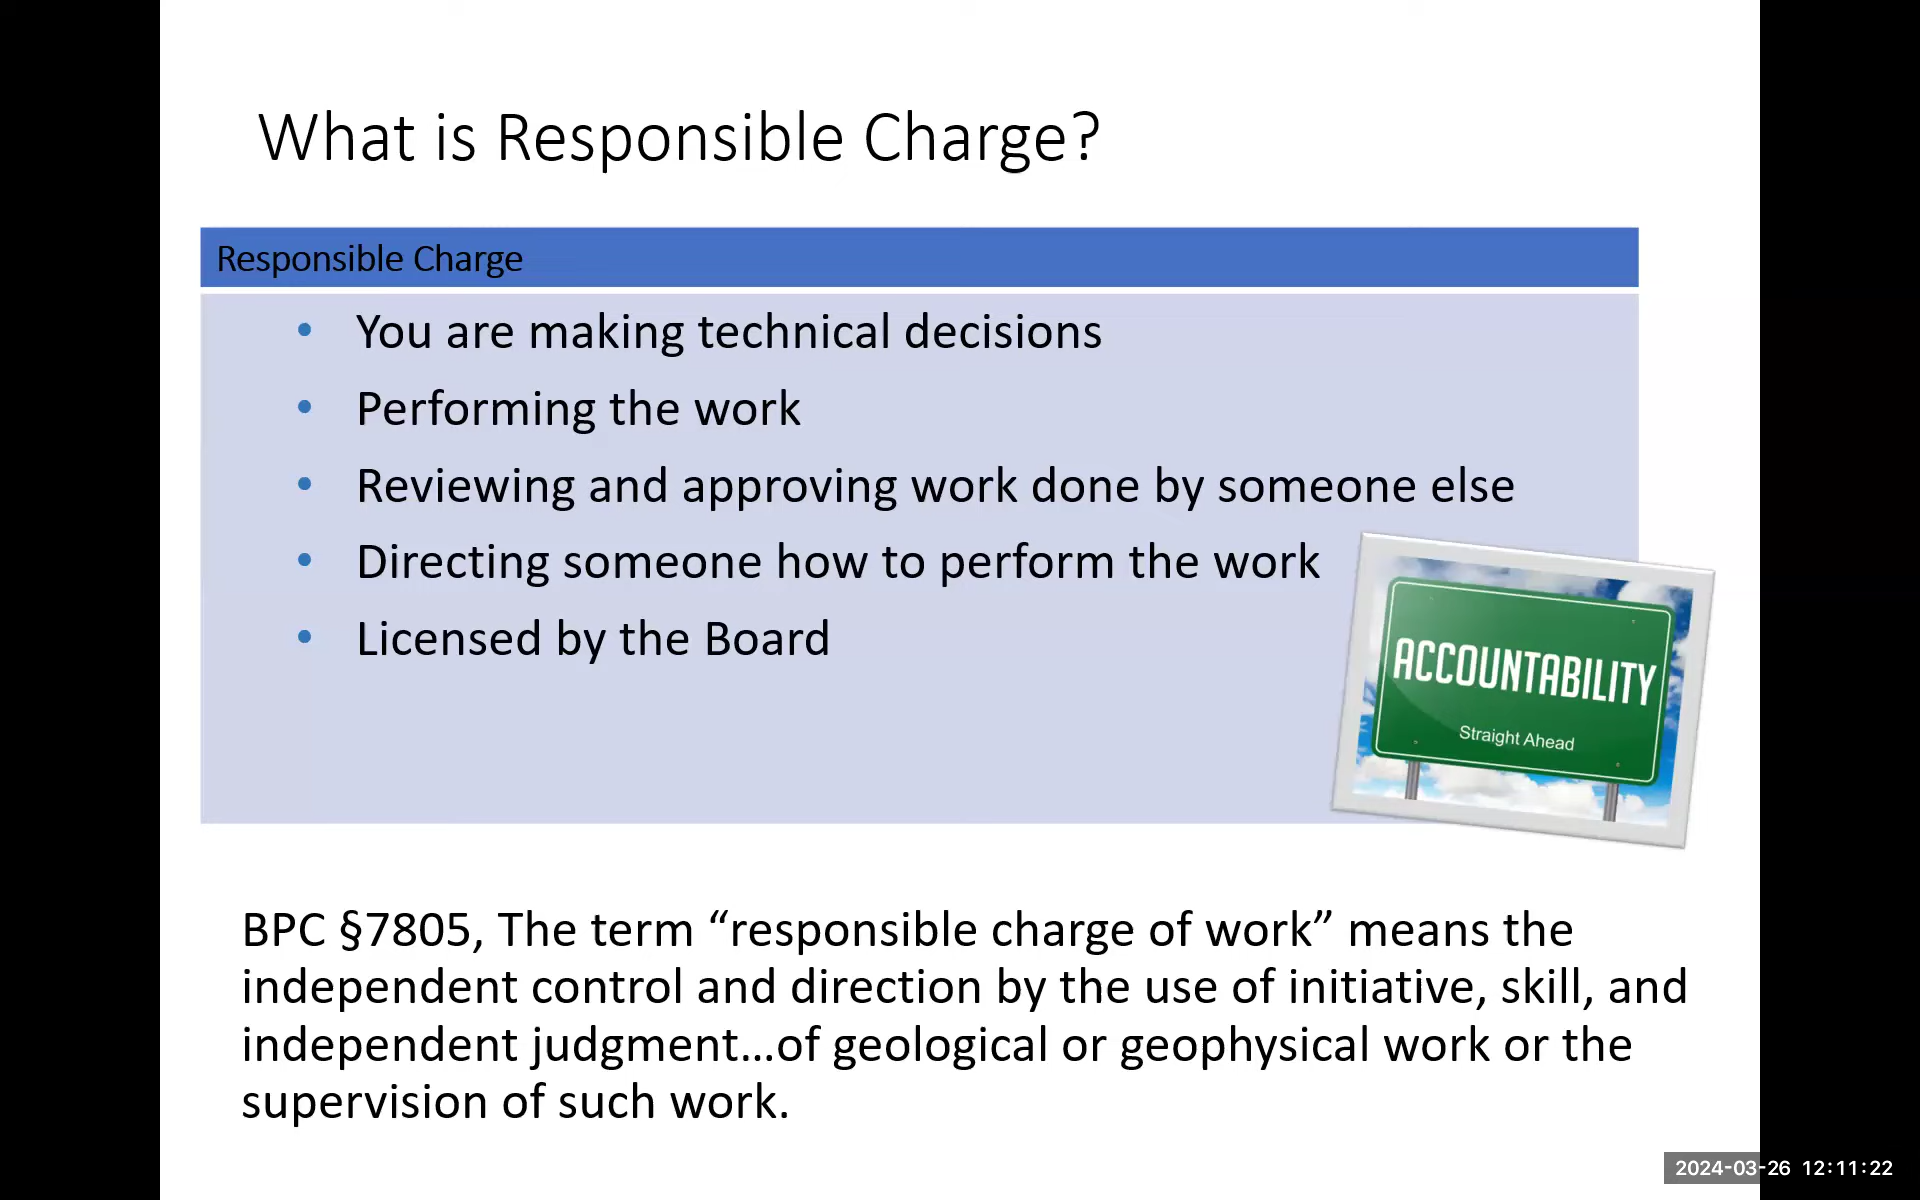 What is Responsible Charge?
Responsible Charge
• You are making technical decisions
• Performing the work
• Reviewing and approving work done by someone else
• Directing someone how to perform the work
• Licensed by the Board
ACCOUNTABILITY
Straight Ahead
BPC §7805, The term “responsible charge of work” means the
independent control and direction by the use of initiative, skill, and
independent judgment…of geological or geophysical work or the
supervision of such work.
2024-03-26 12:11:22